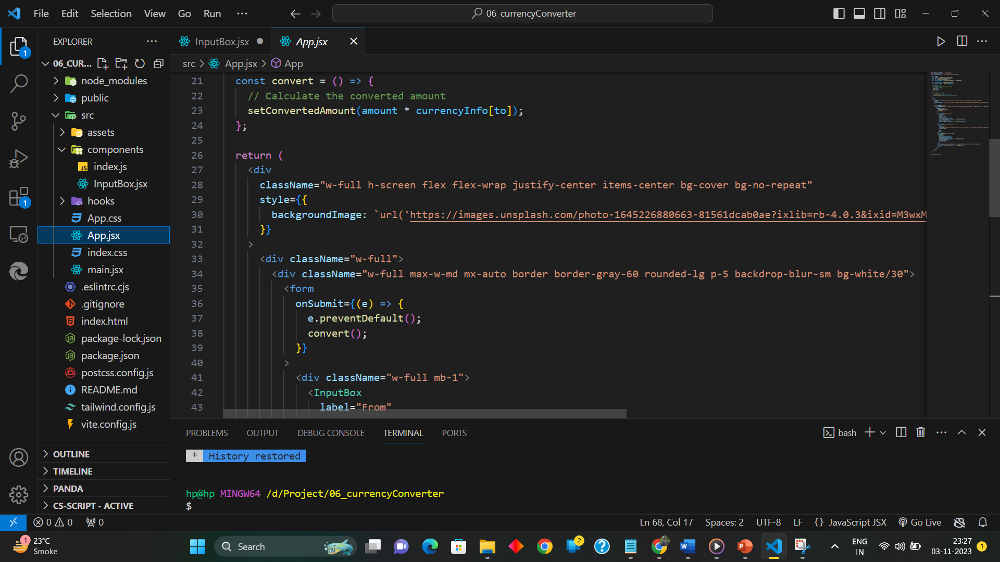 File Edit Selection View Go Run ···
06_currencyConverter
EXPLORER
1
06_CUR...
node_modules
public
src
assets
components
index.js
InputBox.jsx
hooks
App.css
App.jsx
index.css
main.jsx
.eslintrc.cjs
.gitignore
index.html
package-lock.json
package.json
postcss.config.js
README.md
tailwind.config.js
vite.config.js
1
OUTLINE
TIMELINE
PANDA
CS-SCRIPT - ACTIVE
InputBox.jsx App.jsx
src > App.jsx > App
21 const convert = () => {
22 // Calculate the converted amount
23 setConvertedAmount(amount * currencyInfo[to]);
24 };
25
26 return (
27 <div
28 className="w-full h-screen flex flex-wrap justify-center items-center bg-cover bg-no-repeat"
29 style={{
30 backgroundImage: `url('https://images.unsplash.com/photo-1645226880663-81561dcab0ae?ixlib=rb-4.0.3&ixid=M3wxM
31 }}
32 >
33 <div className="w-full">
34 <div className="w-full max-w-md mx-auto border border-gray-60 rounded-lg p-5 backdrop-blur-sm bg-white/30">
35 <form
36 onSubmit={(e) => {
37 e.preventDefault();
38 convert();
39 }}
40 >
41 <div className="w-full mb-1">
42 <InputBox
43 label="From"
PROBLEMS OUTPUT DEBUG CONSOLE TERMINAL PORTS
bash
* History restored
hp@hp MINGW64 /d/Project/06_currencyConverter
$
0 0 0
Ln 68, Col 17 Spaces: 2 UTF-8 LF {} JavaScript JSX Go Live
1 23°C
Smoke
Search
2
ENG
IN
23:27
03-11-2023
1